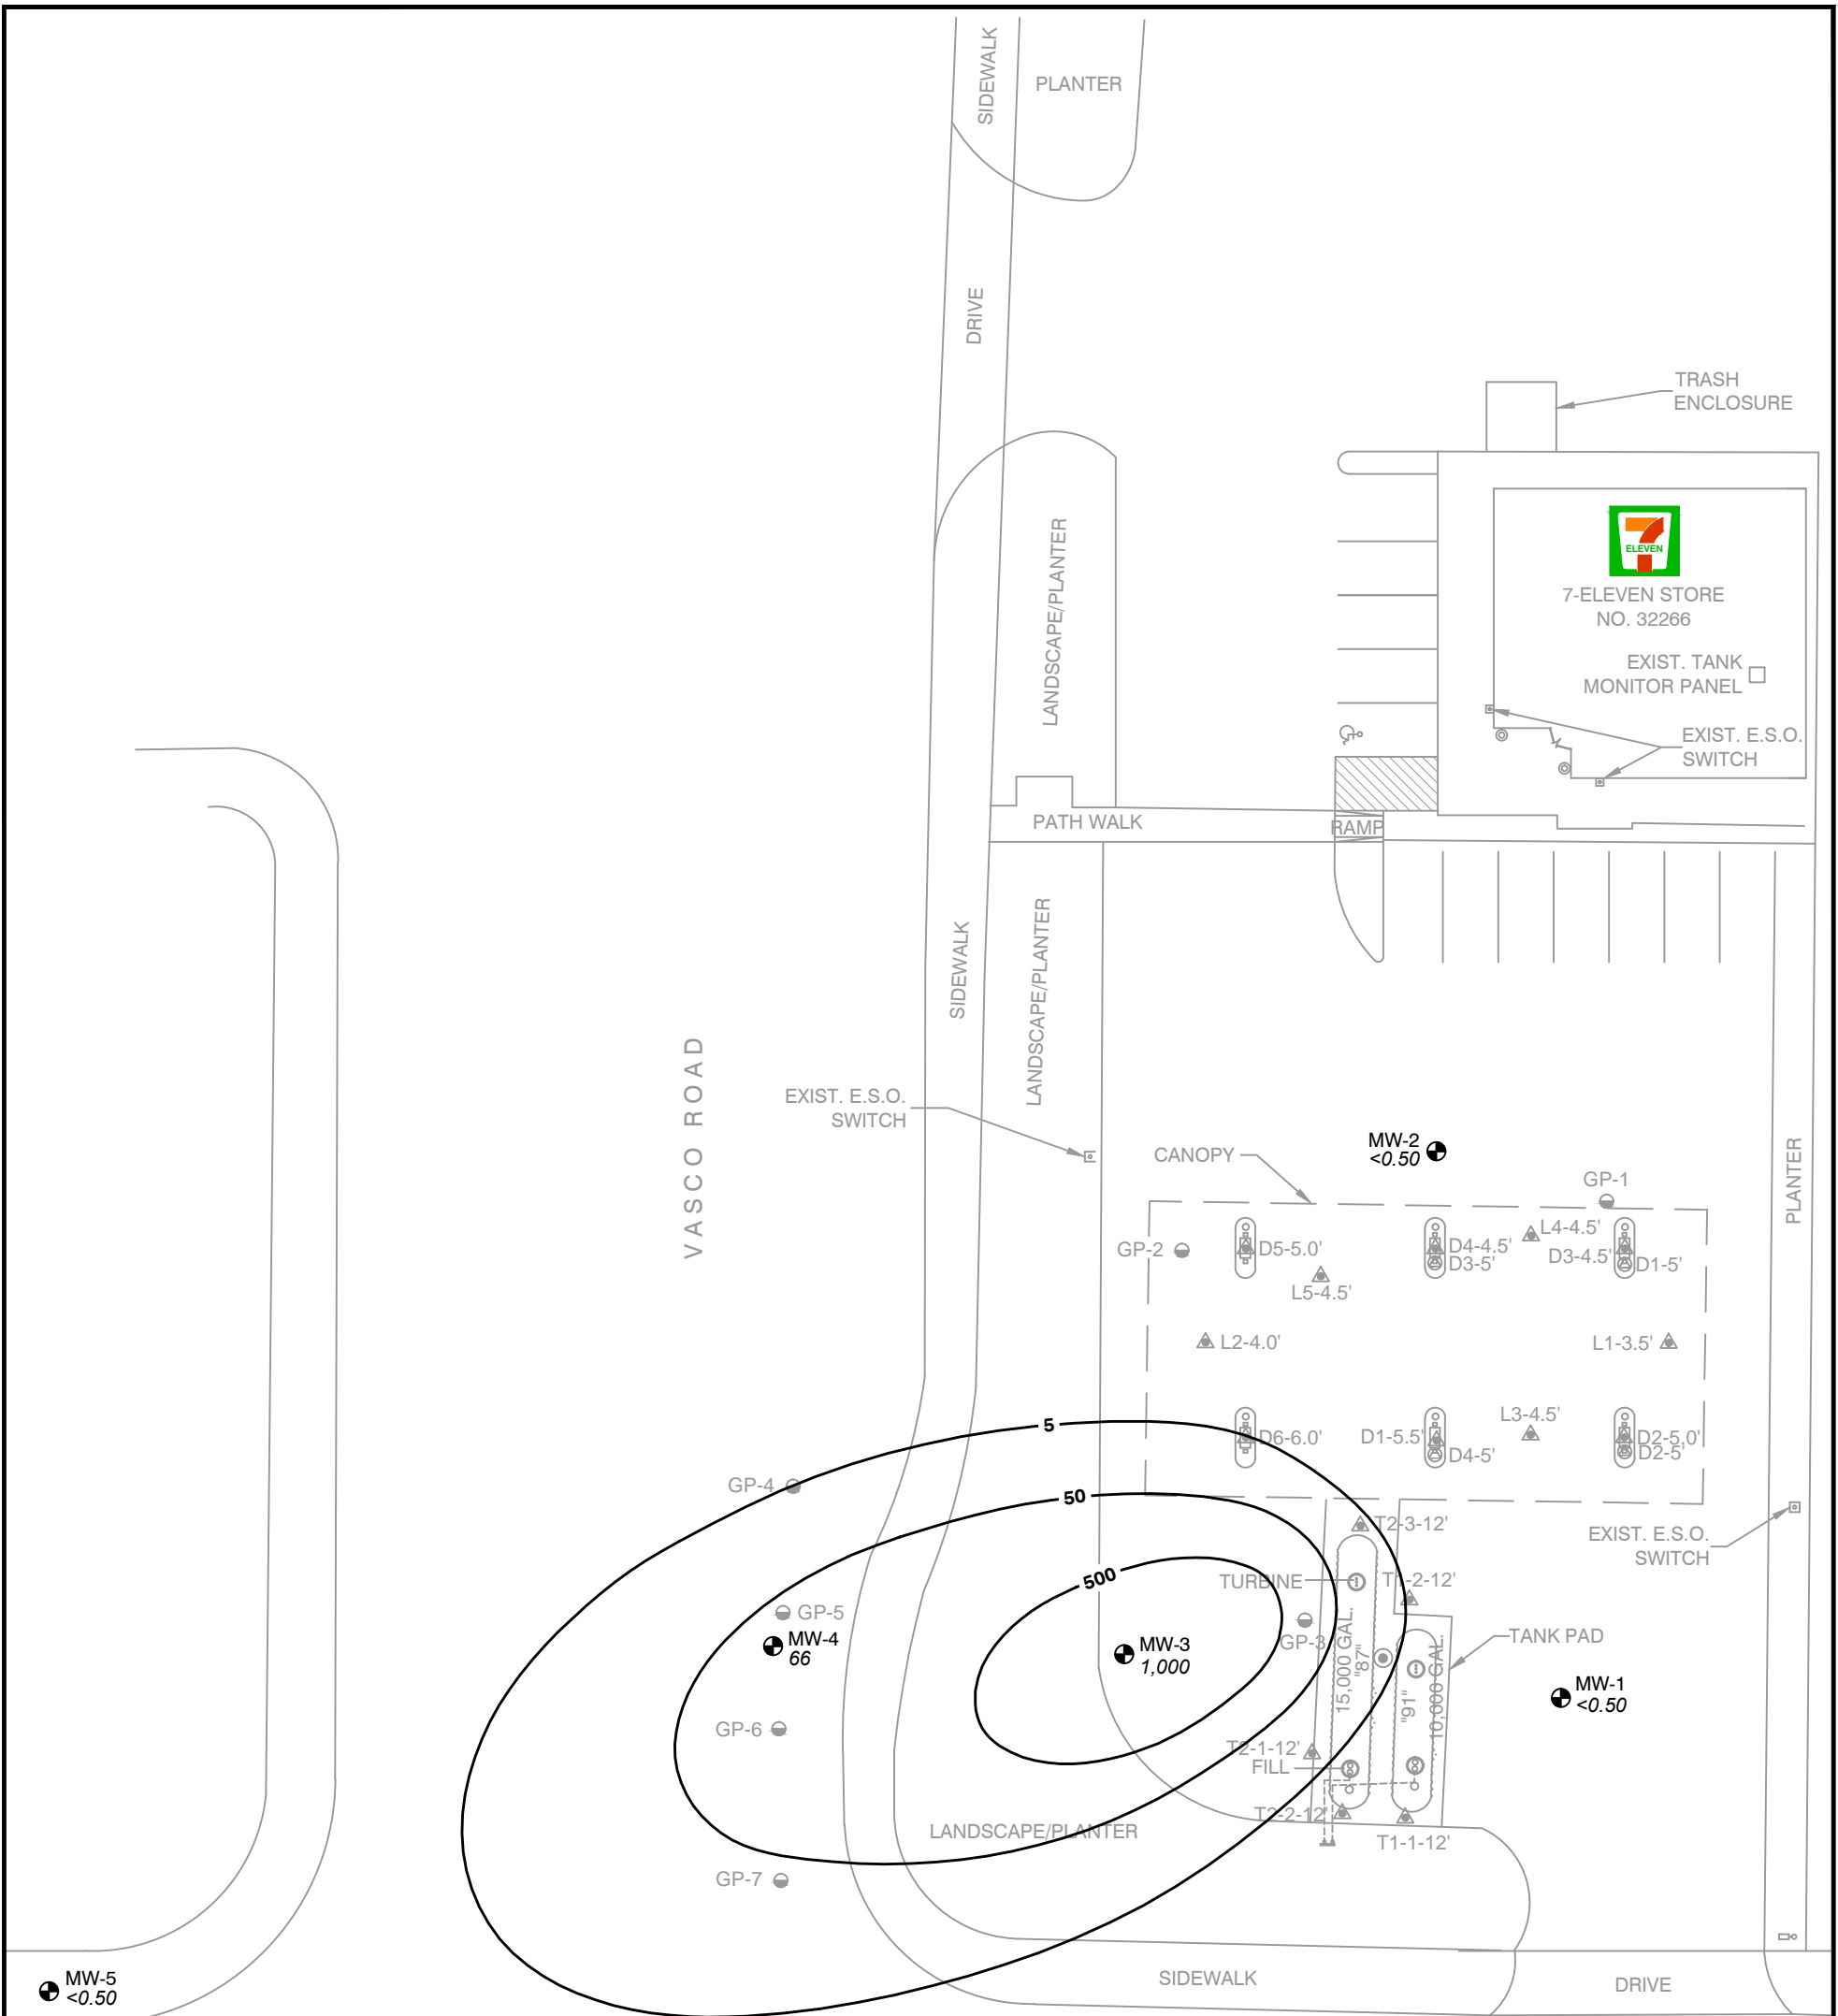 SIDEWALK
PLANTER
DRIVE
TRASH
ENCLOSURE
7
ELEVEN
7-ELEVEN STORE
NO. 32266
EXIST. TANK
MONITOR PANEL
EXIST. E.S.O.
SWITCH
LANDSCAPE/PLANTER
PATH WALK
RAMP
SIDEWALK
LANDSCAPE/PLANTER
VASCO ROAD
EXIST. E.S.O.
SWITCH
CANOPY
MW-2
<0.50
GP-1
PLANTER
GP-2
D5-5.0'
D4-4.5'
D3-5'
L4-4.5'
D3-4.5'
D1-5'
L5-4.5'
L2-4.0'
L1-3.5'
5
D6-6.0'
D1-5.5'
D4-5'
L3-4.5'
D2-5.0'
D2-5'
GP-4
50
T2-3-12'
EXIST. E.S.O.
SWITCH
500
TURBINE
T1-2-12'
GP-5
MW-4
66
MW-3
1,000
GP-3
15,000 GAL.
"87"
"91"
10,000 GAL.
TANK PAD
MW-1
<0.50
GP-6
T2-1-12'
FILL
T2-2-12'
T1-1-12'
LANDSCAPE/PLANTER
GP-7
MW-5
<0.50
SIDEWALK
DRIVE